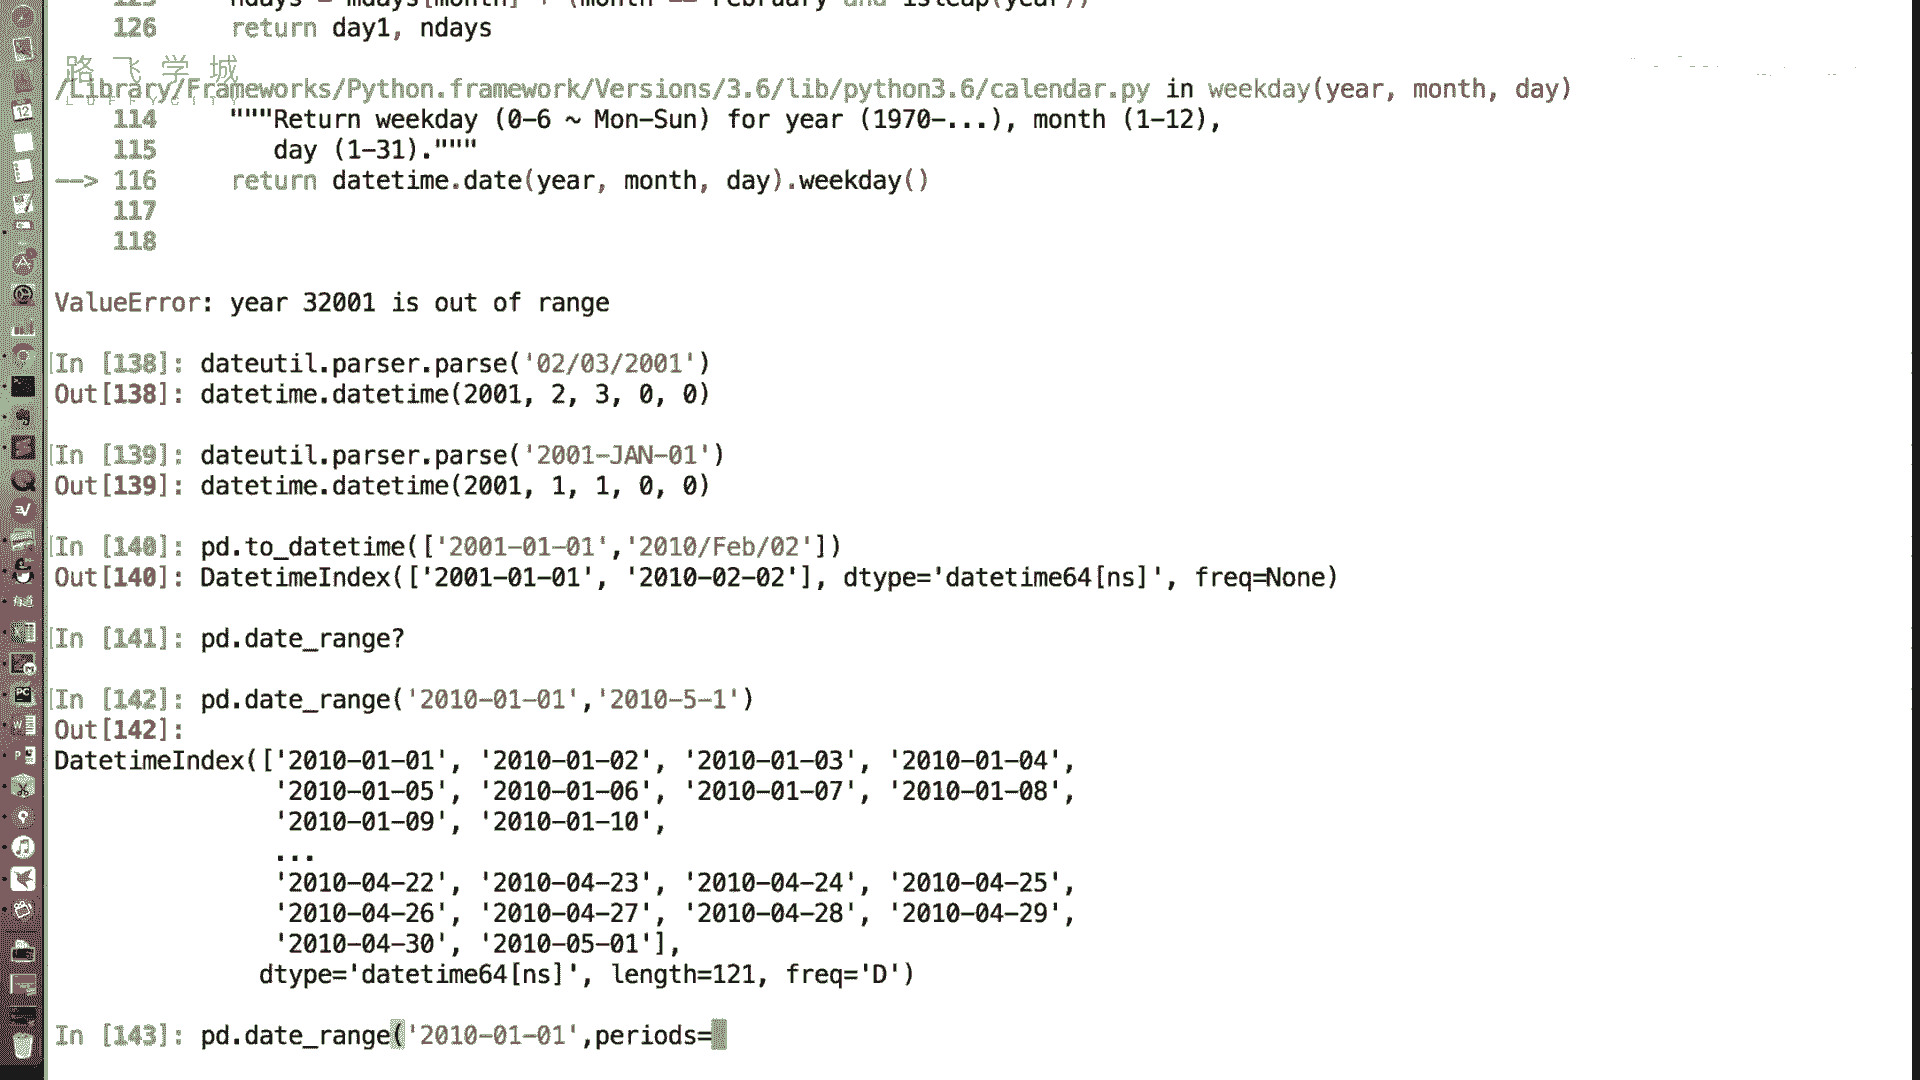 125 ndays = mdays[month] + (month == February and isleap(year))
126 return day1, ndays
路飞学城
LUFFYCITY
/Library/Frameworks/Python.framework/Versions/3.6/lib/python3.6/calendar.py in weekday(year, month, day)
114 """Return weekday (0-6 ~ Mon-Sun) for year (1970-...), month (1-12),
115 day (1-31)."""
--> 116 return datetime.date(year, month, day).weekday()
117
118
ValueError: year 32001 is out of range
In [138]: dateutil.parser.parse('02/03/2001')
Out[138]: datetime.datetime(2001, 2, 3, 0, 0)
In [139]: dateutil.parser.parse('2001-JAN-01')
Out[139]: datetime.datetime(2001, 1, 1, 0, 0)
In [140]: pd.to_datetime(['2001-01-01','2010/Feb/02'])
Out[140]: DatetimeIndex(['2001-01-01', '2010-02-02'], dtype='datetime64[ns]', freq=None)
In [141]: pd.date_range?
In [142]: pd.date_range('2010-01-01','2010-5-1')
Out[142]:
DatetimeIndex(['2010-01-01', '2010-01-02', '2010-01-03', '2010-01-04',
'2010-01-05', '2010-01-06', '2010-01-07', '2010-01-08',
'2010-01-09', '2010-01-10',
...
'2010-04-22', '2010-04-23', '2010-04-24', '2010-04-25',
'2010-04-26', '2010-04-27', '2010-04-28', '2010-04-29',
'2010-04-30', '2010-05-01'],
dtype='datetime64[ns]', length=121, freq='D')
In [143]: pd.date_range('2010-01-01',periods=